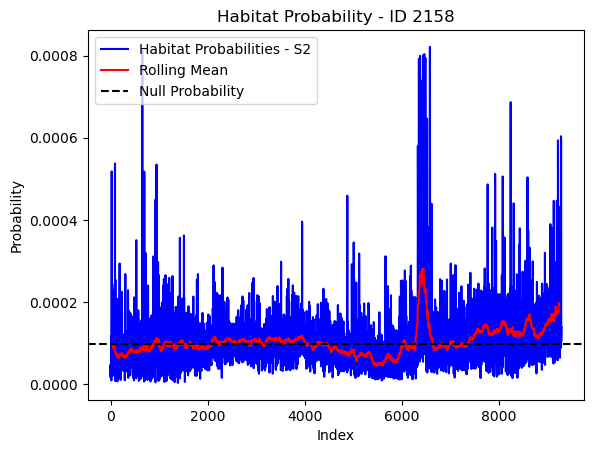 Habitat Probability - ID 2158
Habitat Probabilities - S2
Rolling Mean
Null Probability
0.0008
0.0006
0.0004
0.0002
0.0000
Probability
0
2000
4000
6000
8000
Index